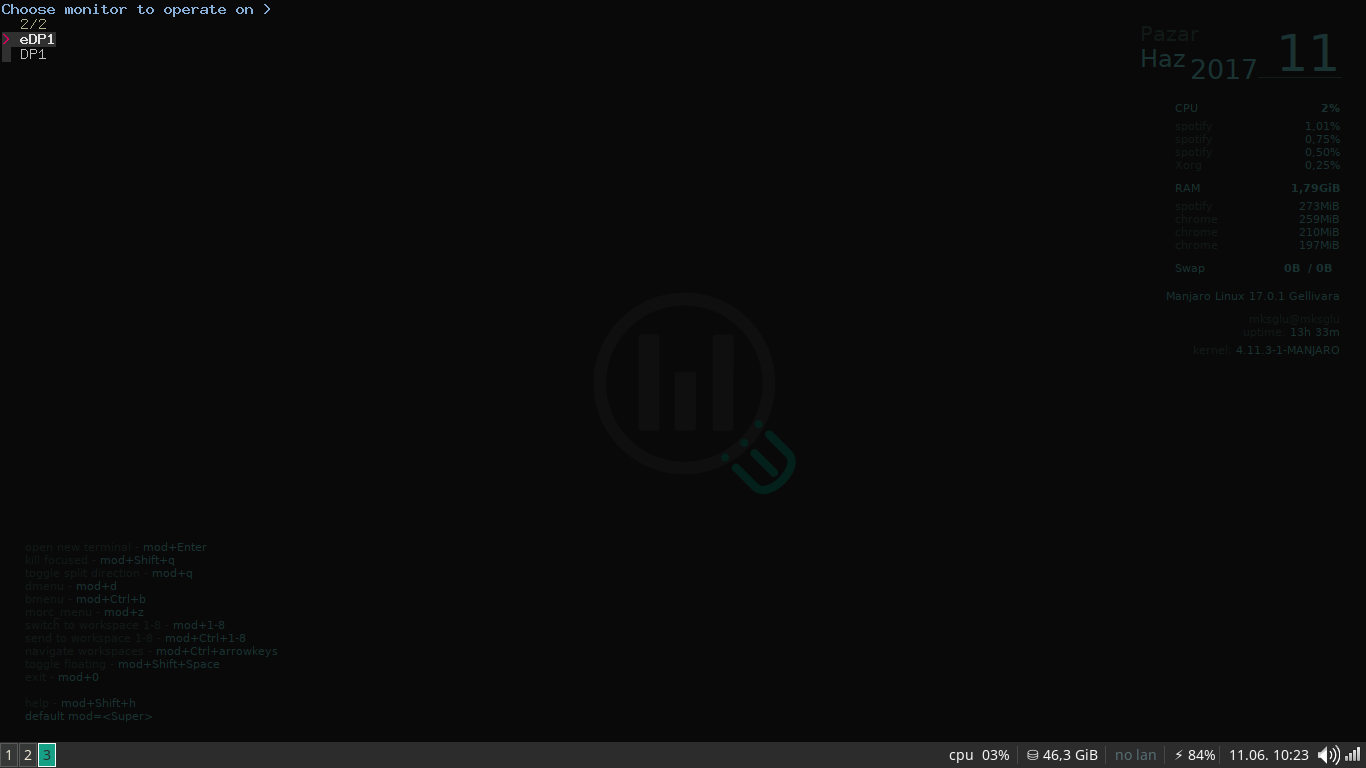 Choose monitor to operate on >
2/2
> eDP1
DP1
Pazar
Haz 2017 11
CPU 2%
spotify 1,01%
spotify 0,75%
spotify 0,50%
Xorg 0,25%
RAM 1,79GiB
spotify 273MiB
chrome 259MiB
chrome 210MiB
chrome 197MiB
Swap 0B / 0B
Manjaro Linux 17.0.1 Gellivara
mksglu@mksglu
uptime: 13h 33m
kernel: 4.11.3-1-MANJARO
open new terminal - mod+Enter
kill focused - mod+Shift+q
toggle split direction - mod+q
dmenu - mod+d
bmenu - mod+Ctrl+b
morc_menu - mod+z
switch to workspace 1-8 - mod+1-8
send to workspace 1-8 - mod+Ctrl+1-8
navigate workspaces - mod+Ctrl+arrowkeys
toggle floating - mod+Shift+Space
exit - mod+0
help - mod+Shift+h
default mod=<Super>
1 2 3 cpu 03% 46,3 GiB no lan ⚡ 84% 11.06. 10:23